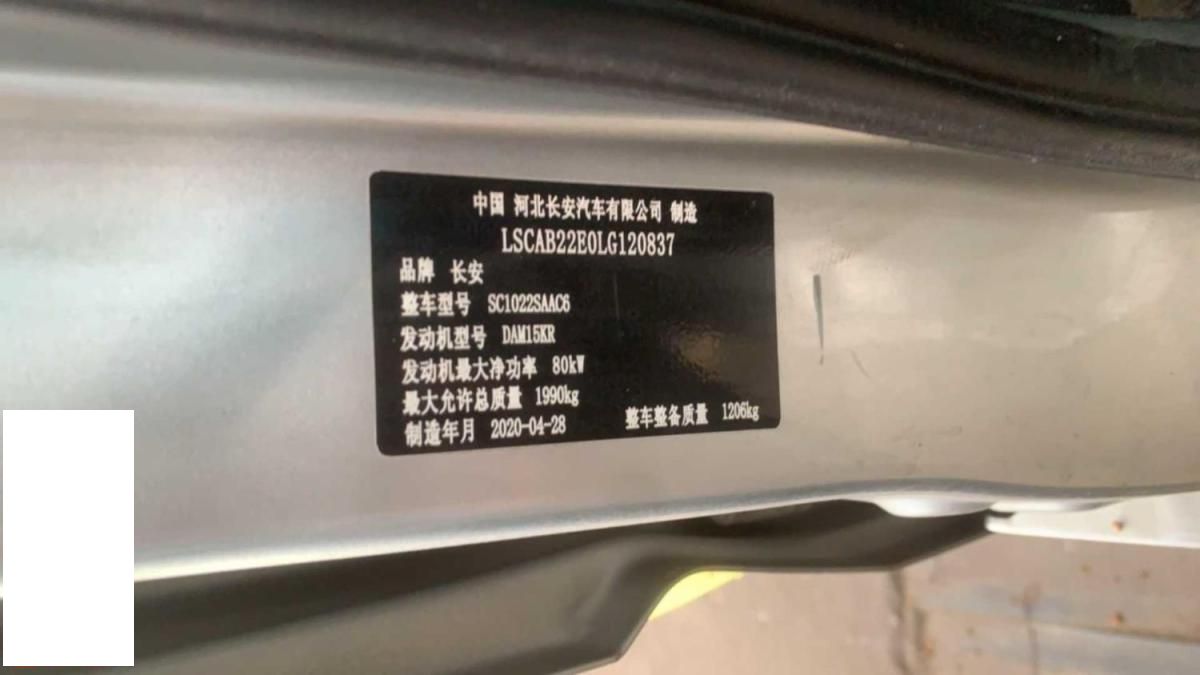 中国 河北长安汽车有限公司 制造
LSCAB22E0LG120837
品牌 长安
整车型号 SC1022SAAC6
发动机型号 DAM15KR
发动机最大净功率 80kW
最大允许总质量 1990kg
整车整备质量 1206kg
制造年月 2020-04-28